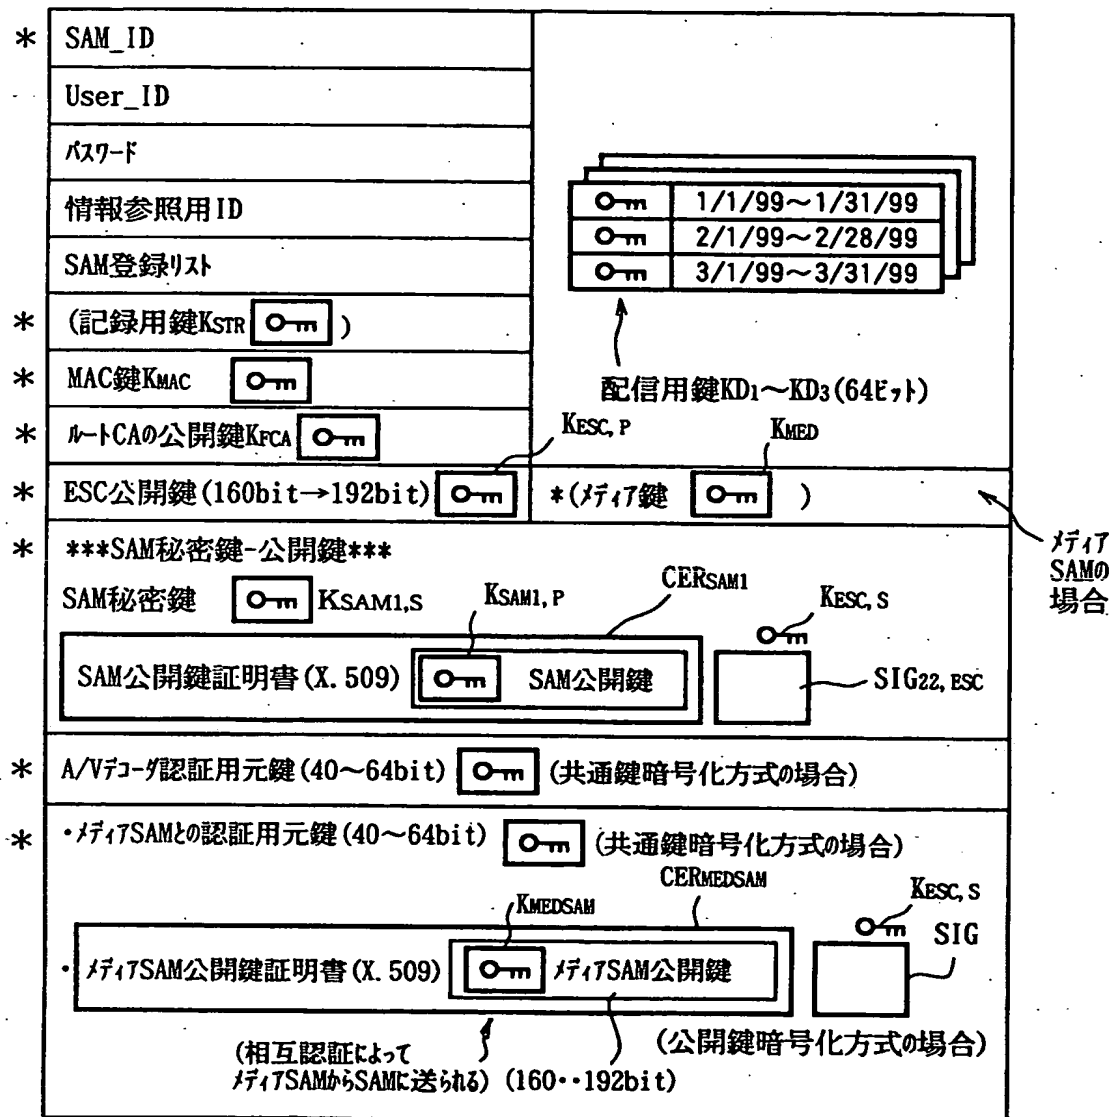 * SAM_ID
User_ID
パスワード
情報参照用ID
SAM登録リスト
1/1/99～1/31/99
2/1/99～2/28/99
3/1/99～3/31/99
配信用鍵KD1～KD3(64ビット)
* (記録用鍵KSTR )
* MAC鍵KMAC
* ルートCAの公開鍵KFCA
KESC, P
KMED
* ESC公開鍵(160bit→192bit)
*(メディア鍵 )
メディア
SAMの
場合
* ***SAM秘密鍵-公開鍵***
SAM秘密鍵 KSAM1,S
KSAM1, P
CERSAM1
KESC, S
SAM公開鍵証明書(X.509) SAM公開鍵
SIG22, ESC
* A/Vデコーダ認証用元鍵(40～64bit) (共通鍵暗号化方式の場合)
* ・メディアSAMとの認証用元鍵(40～64bit) (共通鍵暗号化方式の場合)
CERMEDSAM
KMEDSAM
KESC, S
SIG
・メディアSAM公開鍵証明書(X.509) メディアSAM公開鍵
(公開鍵暗号化方式の場合)
(相互認証によって
メディアSAMからSAMに送られる) (160・・192bit)